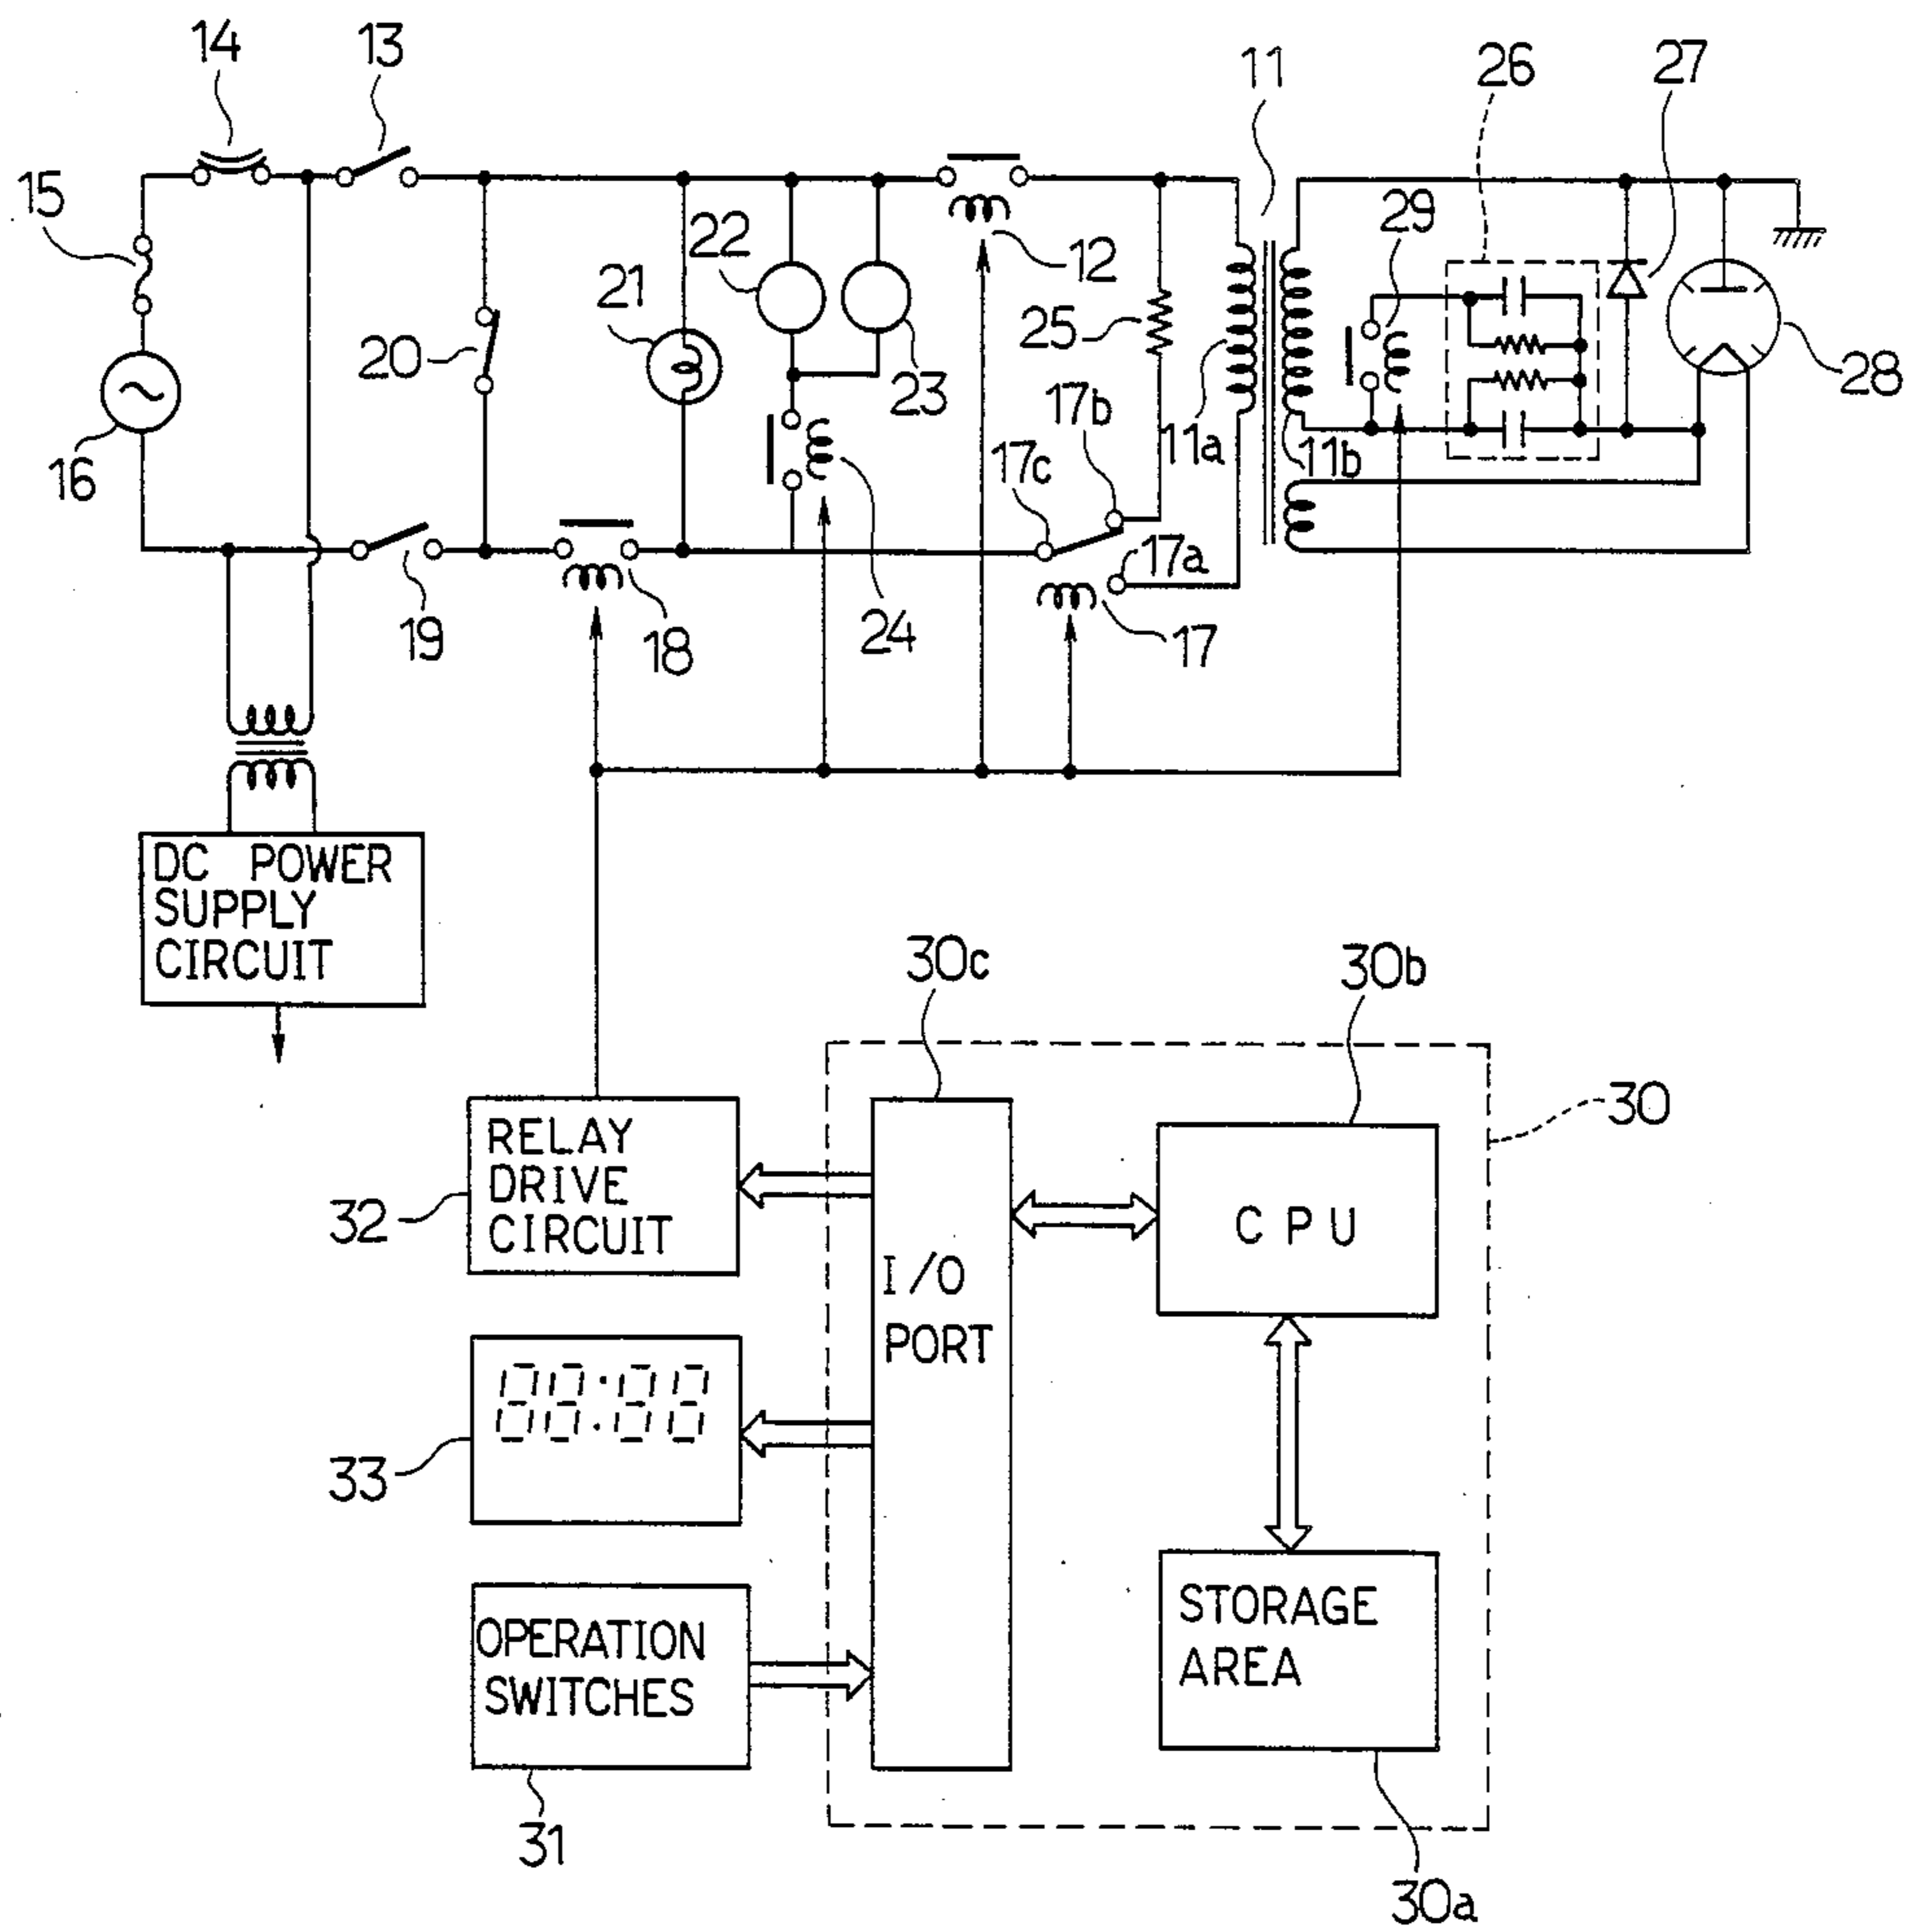 14
13
11
26
27
15
29
22
12
21
25
20
23
28
17b
11a
16
17c
11b
17a
19
18
24
17
DC POWER
SUPPLY
CIRCUIT
30c
30b
30
RELAY
DRIVE
CIRCUIT
32
CPU
I/O
PORT
88:88
33
STORAGE
AREA
OPERATION
SWITCHES
31
30a